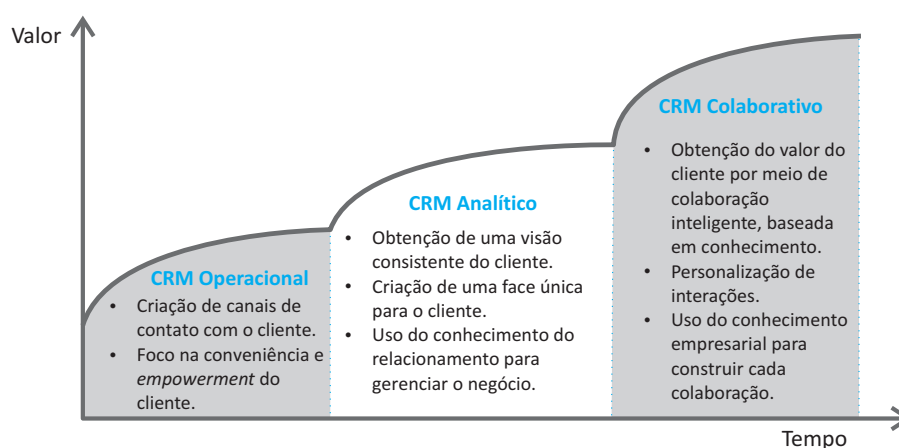 Valor
CRM Operacional
• Criação de canais de
contato com o cliente.
• Foco na conveniência e
empowerment do
cliente.
CRM Analítico
• Obtenção de uma visão
consistente do cliente.
• Criação de uma face única
para o cliente.
• Uso do conhecimento do
relacionamento para
gerenciar o negócio.
CRM Colaborativo
• Obtenção do valor do
cliente por meio de
colaboração
inteligente, baseada
em conhecimento.
• Personalização de
interações.
• Uso do conhecimento
empresarial para
construir cada
colaboração.
Tempo